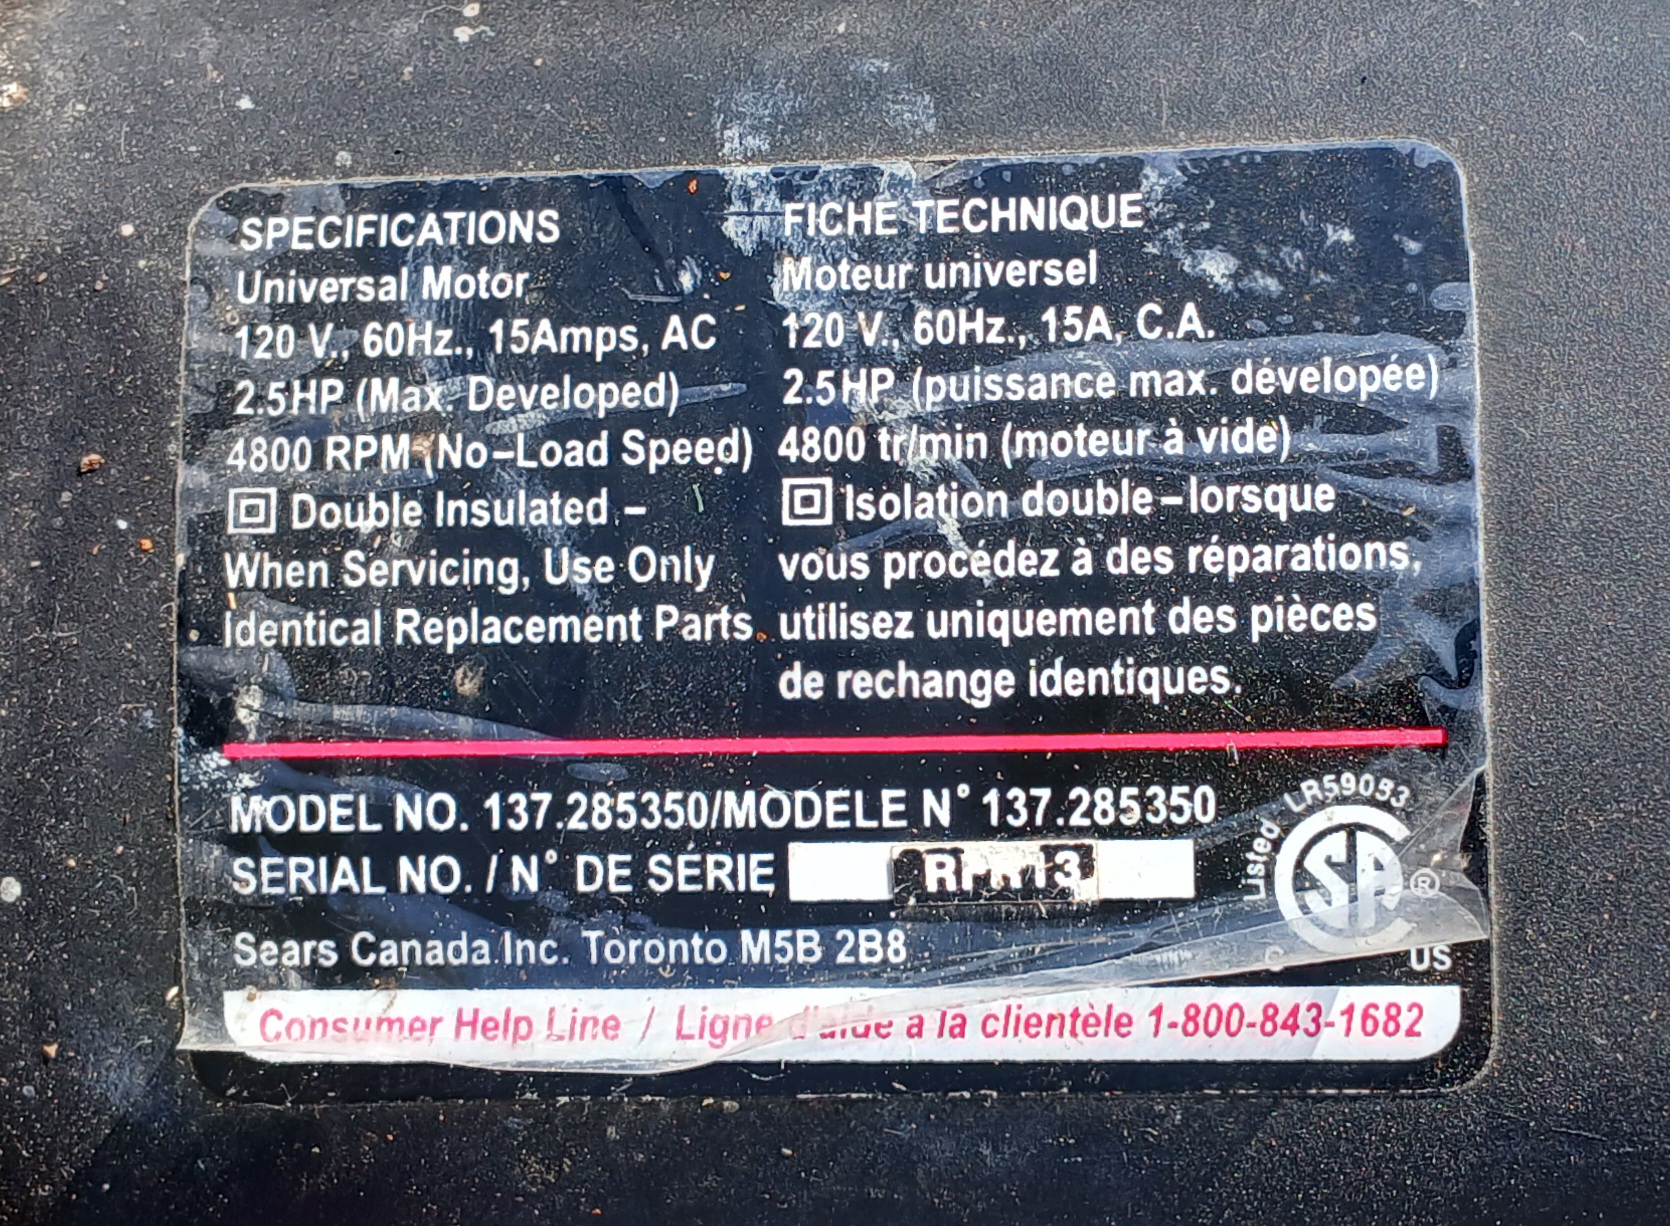 SPECIFICATIONS
Universal Motor
120 V., 60Hz., 15Amps, AC
2.5HP (Max. Developed)
4800 RPM (No-Load Speed)
Double Insulated -
When Servicing, Use Only
Identical Replacement Parts.
FICHE TECHNIQUE
Moteur universel
120 V., 60Hz., 15A, C.A.
2.5HP (puissance max. dévelopée)
4800 tr/min (moteur à vide)
Isolation double-lorsque
vous procédez à des réparations,
utilisez uniquement des pièces
de rechange identiques.
MODEL NO. 137.285350/MODELE N° 137.285350
SERIAL NO. / N° DE SERIE
Sears Canada Inc. Toronto M5B 2B8
Consumer Help Line / Ligne d'aide a la clientèle 1-800-843-1682
LR59093
Listed
SA ®
C US